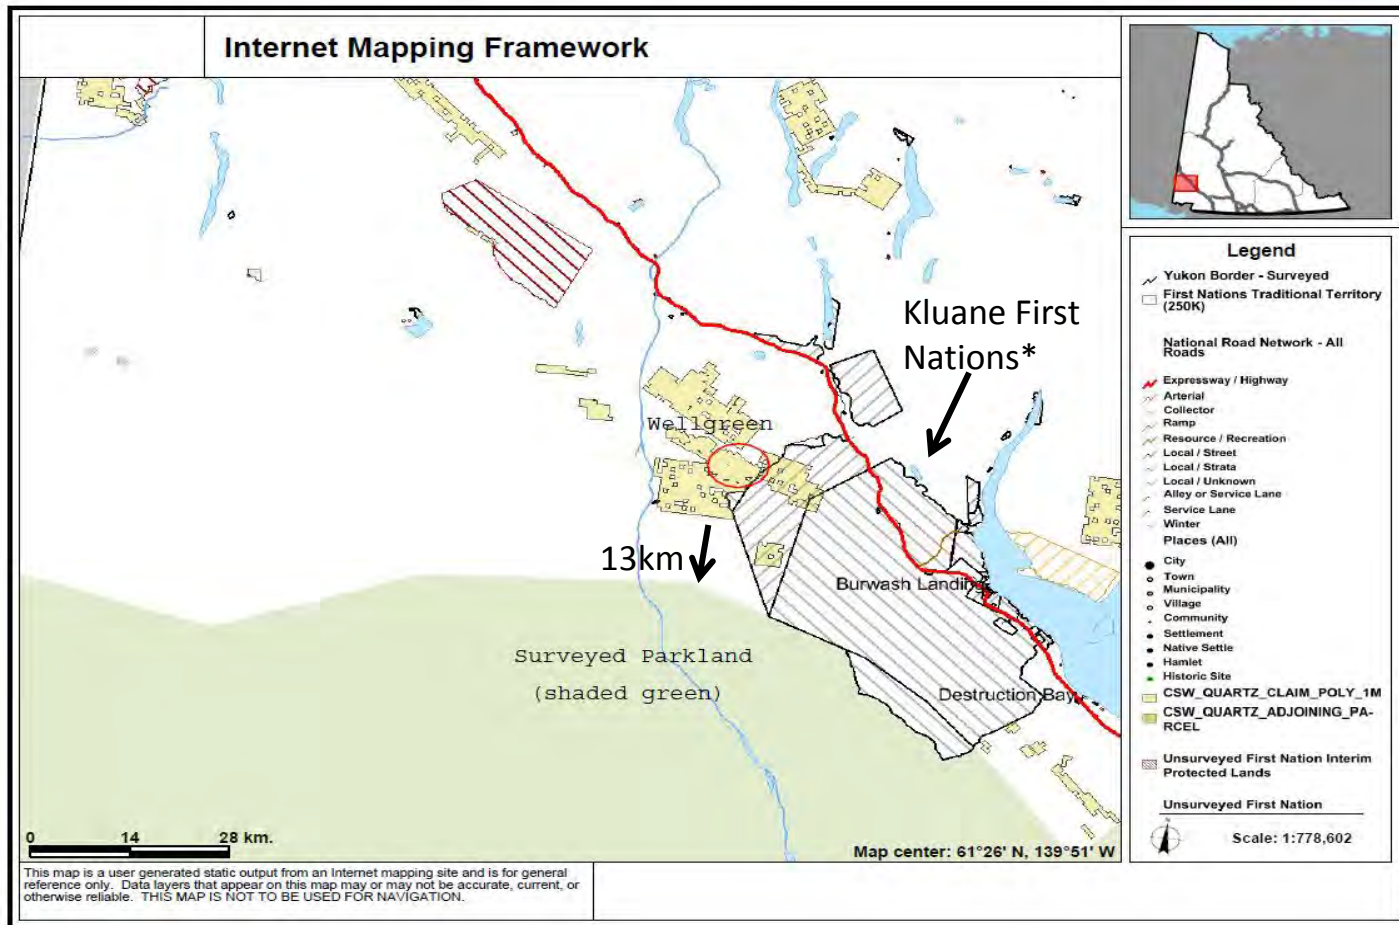 Internet Mapping Framework
Kluane First
Nations*
Wellgreen
13km
Burwash Landing
Surveyed Parkland
(shaded green)
Destruction Bay
0 14 28 km.
Map center: 61°26' N, 139°51' W
This map is a user generated static output from an Internet mapping site and is for general
reference only. Data layers that appear on this map may or may not be accurate, current, or
otherwise reliable. THIS MAP IS NOT TO BE USED FOR NAVIGATION.
Legend
Yukon Border - Surveyed
First Nations Traditional Territory
(250K)
National Road Network - All
Roads
Expressway / Highway
Arterial
Collector
Ramp
Resource / Recreation
Local / Street
Local / Strata
Local / Unknown
Alley or Service Lane
Service Lane
Winter
Places (All)
City
Town
Municipality
Village
Community
Settlement
Native Settle
Hamlet
Historic Site
CSW_QUARTZ_CLAIM_POLY_1M
CSW_QUARTZ_ADJOINING_PA-
RCEL
Unsurveyed First Nation Interim
Protected Lands
Unsurveyed First Nation
N
Scale: 1:778,602